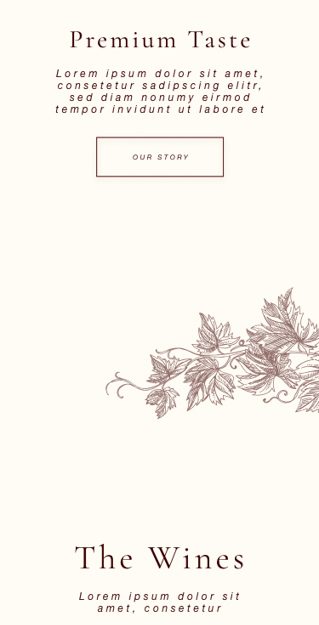 Premium Taste
Lorem ipsum dolor sit amet,
consetetur sadipscing elitr,
sed diam nonumy eirmod
tempor invidunt ut labore et
OUR STORY
The Wines
Lorem ipsum dolor sit
amet, consetetur